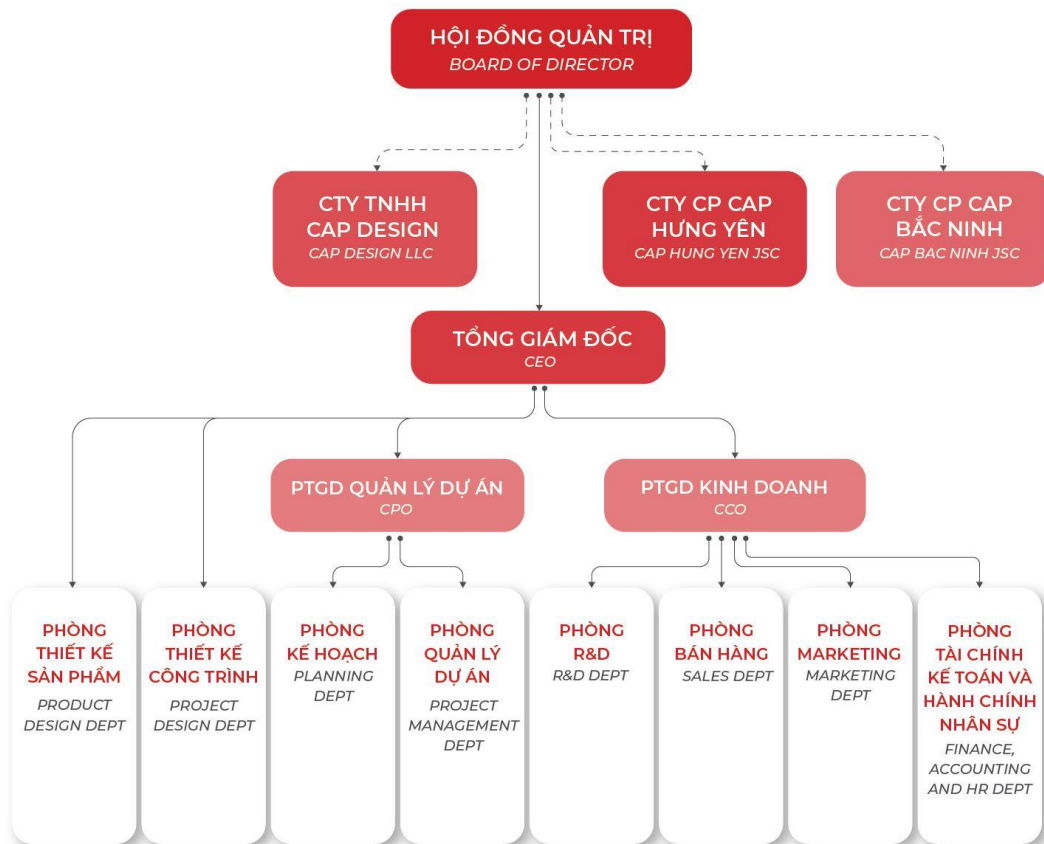 HỘI ĐỒNG QUẢN TRỊ
BOARD OF DIRECTOR
CTY TNHH
CAP DESIGN
CAP DESIGN LLC
CTY CP CAP
HƯNG YÊN
CAP HUNG YEN JSC
CTY CP CAP
BẮC NINH
CAP BAC NINH JSC
TỔNG GIÁM ĐỐC
CEO
PTGD QUẢN LÝ DỰ ÁN
CPO
PTGD KINH DOANH
CCO
PHÒNG
THIẾT KẾ
SẢN PHẨM
PRODUCT
DESIGN DEPT
PHÒNG
THIẾT KẾ
CÔNG TRÌNH
PROJECT
DESIGN DEPT
PHÒNG
KẾ HOẠCH
PLANNING
DEPT
PHÒNG
QUẢN LÝ
DỰ ÁN
PROJECT
MANAGEMENT
DEPT
PHÒNG
R&D
R&D DEPT
PHÒNG
BÁN HÀNG
SALES DEPT
PHÒNG
MARKETING
MARKETING
DEPT
PHÒNG
TÀI CHÍNH
KẾ TOÁN VÀ
HÀNH CHÍNH
NHÂN SỰ
FINANCE,
ACCOUNTING
AND HR DEPT